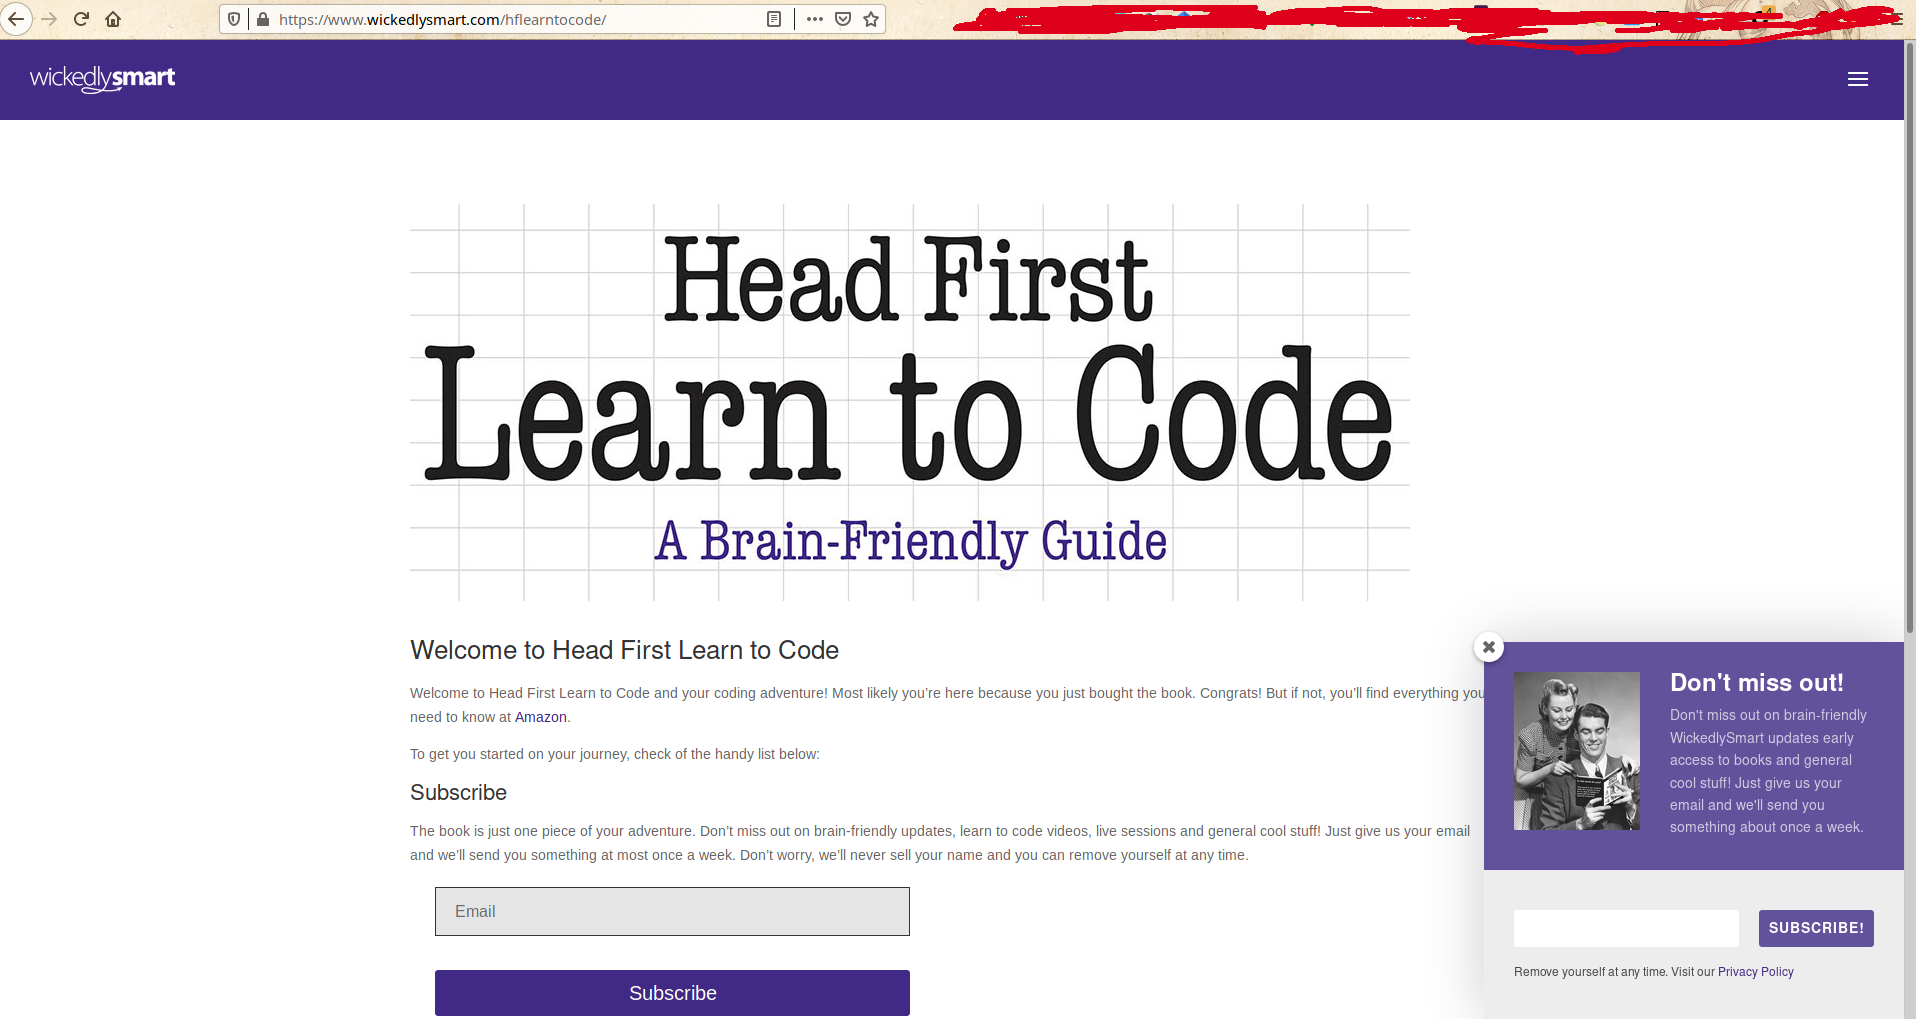 https://www.wickedlysmart.com/hflearntocode/
wickedlysmart
Head First
Learn to Code
A Brain-Friendly Guide
Welcome to Head First Learn to Code
Welcome to Head First Learn to Code and your coding adventure! Most likely you’re here because you just bought the book. Congrats! But if not, you’ll find everything you
need to know at Amazon.
To get you started on your journey, check of the handy list below:
Subscribe
The book is just one piece of your adventure. Don’t miss out on brain-friendly updates, learn to code videos, live sessions and general cool stuff! Just give us your email
and we’ll send you something at most once a week. Don’t worry, we’ll never sell your name and you can remove yourself at any time.
Email
Subscribe
Don't miss out!
Don't miss out on brain-friendly
WickedlySmart updates early
access to books and general
cool stuff! Just give us your
email and we'll send you
something about once a week.
SUBSCRIBE!
Remove yourself at any time. Visit our Privacy Policy